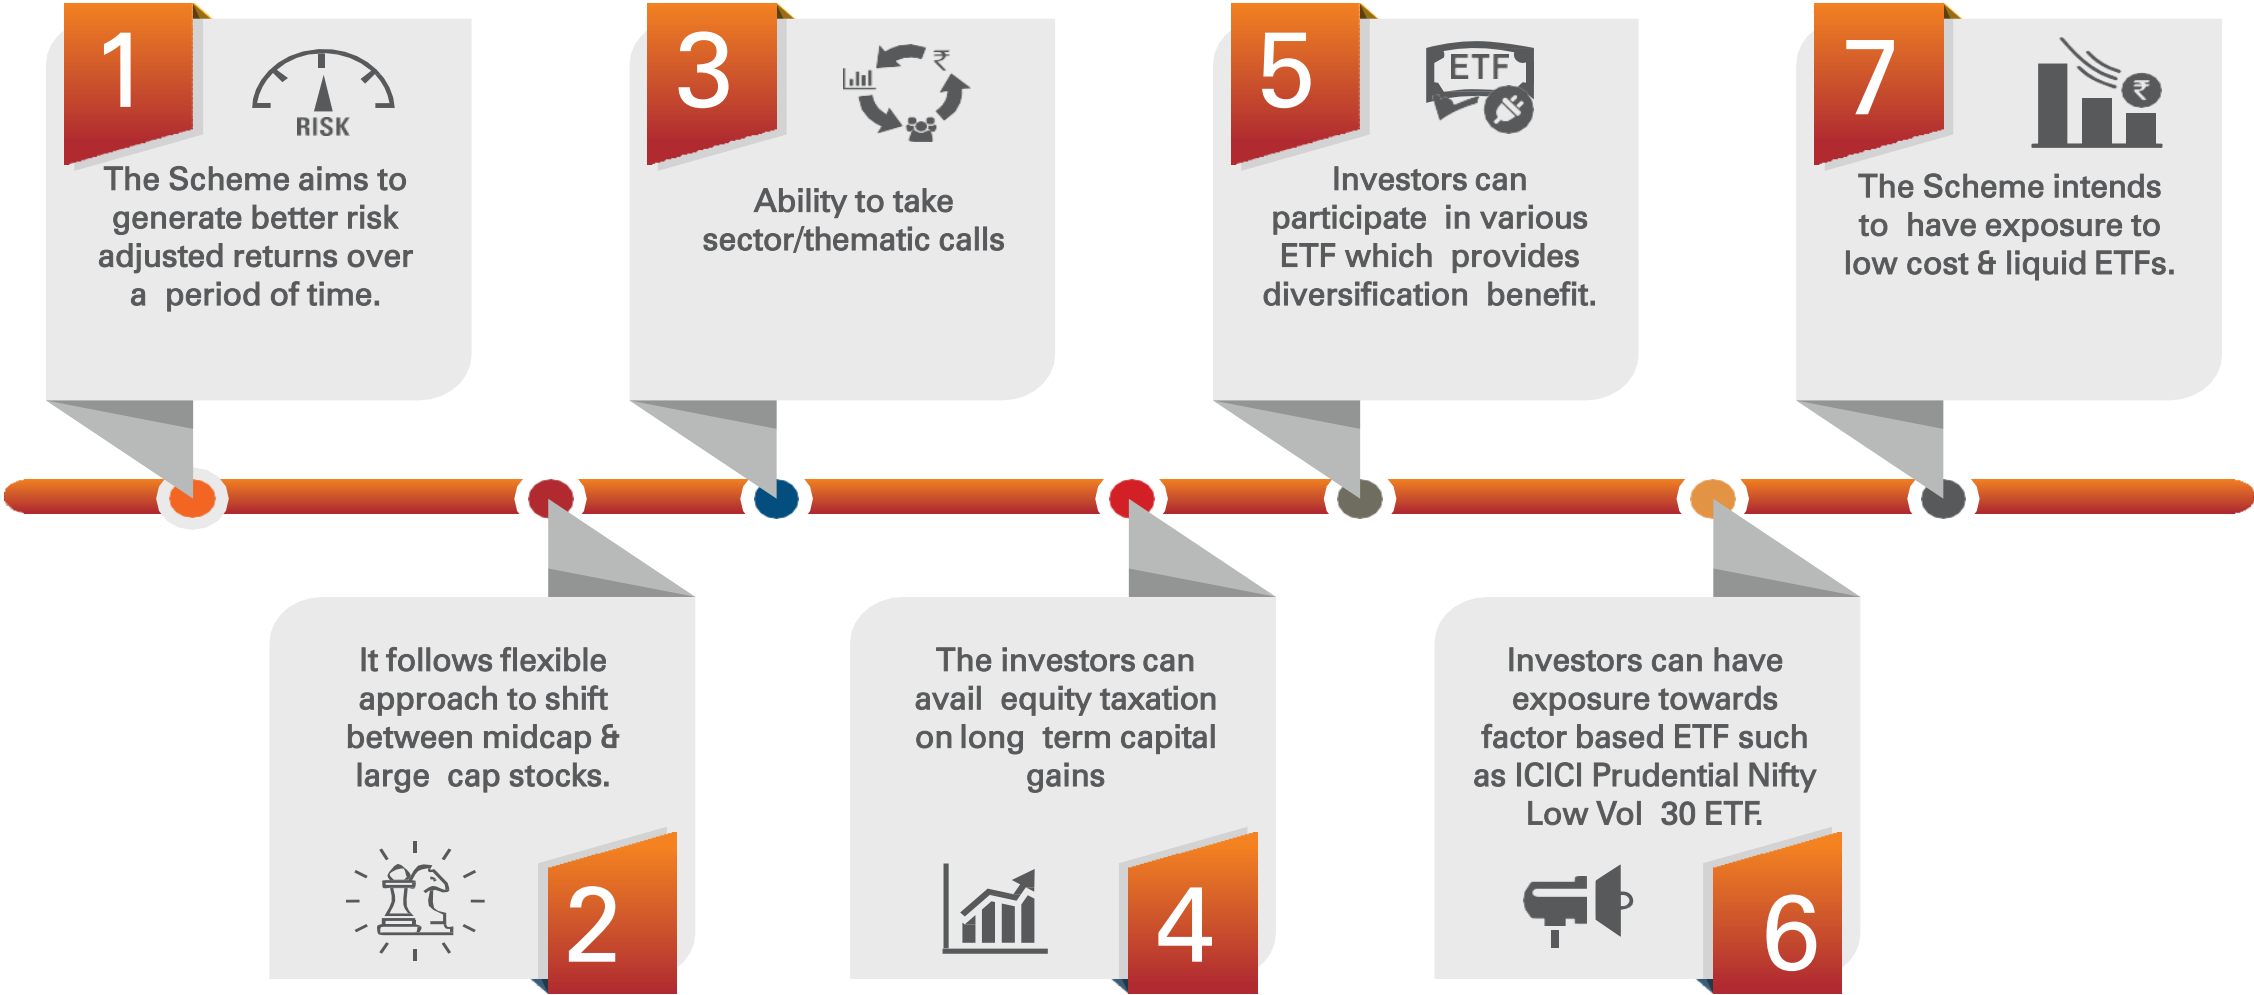 1
RISK
The Scheme aims to
generate better risk
adjusted returns over
a period of time.
2
It follows flexible
approach to shift
between midcap &
large cap stocks.
3
₹
Ability to take
sector/thematic calls
4
The investors can
avail equity taxation
on long term capital
gains
5
ETF
Investors can
participate in various
ETF which provides
diversification benefit.
6
Investors can have
exposure towards
factor based ETF such
as ICICI Prudential Nifty
Low Vol 30 ETF.
7
₹
The Scheme intends
to have exposure to
low cost & liquid ETFs.